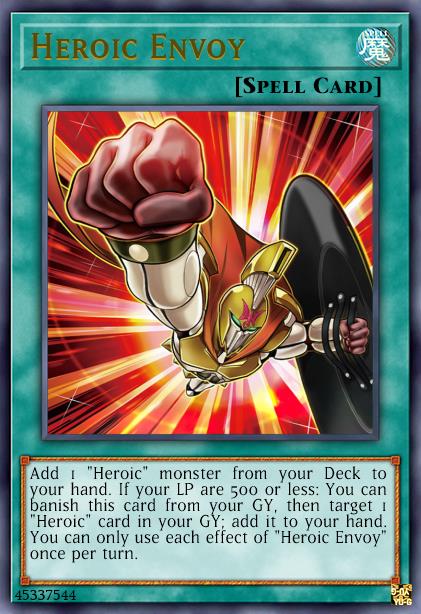 Heroic Envoy
SPELL
魔
[Spell Card]
Add 1 "Heroic" monster from your Deck to
your hand. If your LP are 500 or less: You can
banish this card from your GY, then target 1
"Heroic" card in your GY; add it to your hand.
You can only use each effect of "Heroic Envoy"
once per turn.
45337544